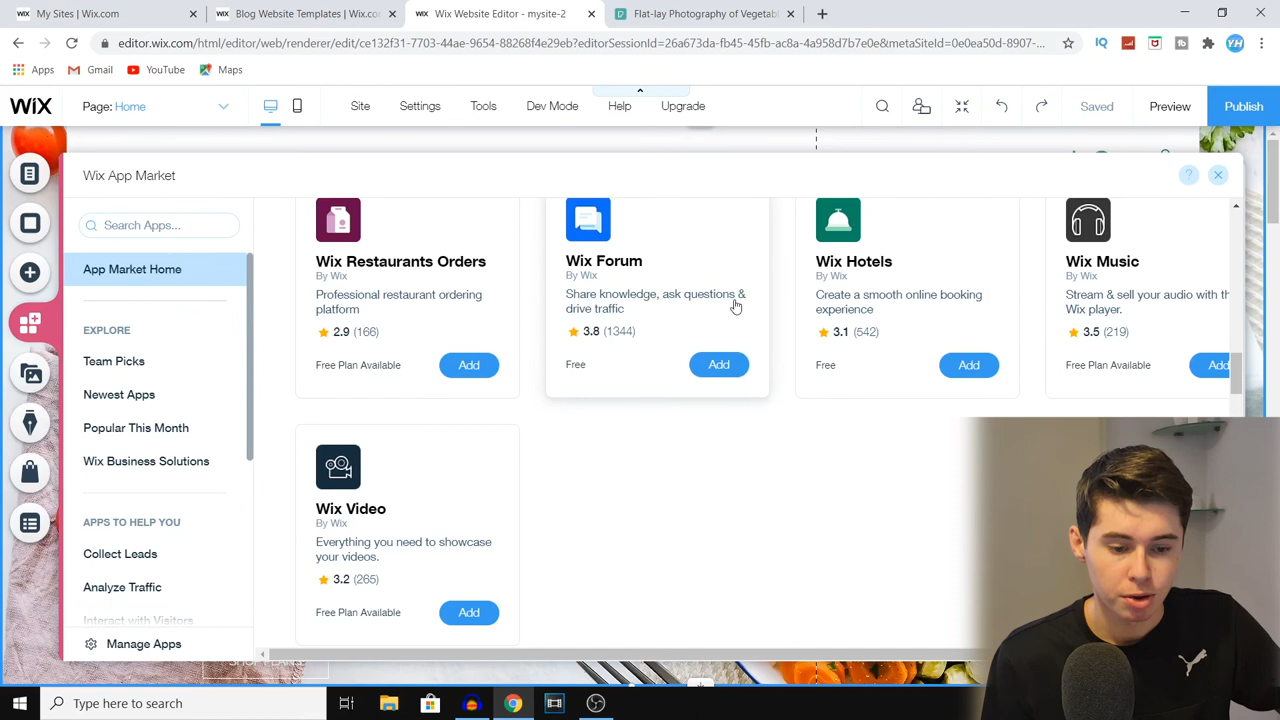 My Sites | Wix.com
Blog Website Templates | Wix.co
Wix Website Editor - mysite-2
Flat-lay Photography of Vegetab
editor.wix.com/html/editor/web/renderer/edit/ce132f31-7703-44ae-9654-88268f4e29eb?editorSessionId=26a673da-fb45-45fb-ac8a-4a958d7b7e0e&metaSiteId=0e0ea50d-8907-...
Apps
Gmail
YouTube
Maps
WiX
Page: Home
Site
Settings
Tools
Dev Mode
Help
Upgrade
Saved
Preview
Publish
Wix App Market
Search Apps...
App Market Home
EXPLORE
Team Picks
Newest Apps
Popular This Month
Wix Business Solutions
APPS TO HELP YOU
Collect Leads
Analyze Traffic
Interact with Visitors
Manage Apps
Wix Restaurants Orders
By Wix
Professional restaurant ordering
platform
2.9 (166)
Free Plan Available
Add
Wix Forum
By Wix
Share knowledge, ask questions &
drive traffic
3.8 (1344)
Free
Add
Wix Hotels
By Wix
Create a smooth online booking
experience
3.1 (542)
Free
Add
Wix Music
By Wix
Stream & sell your audio with th
Wix player.
3.5 (219)
Free Plan Available
Add
Wix Video
By Wix
Everything you need to showcase
your videos.
3.2 (265)
Free Plan Available
Add
SHOP PLANS
Type here to search
YH